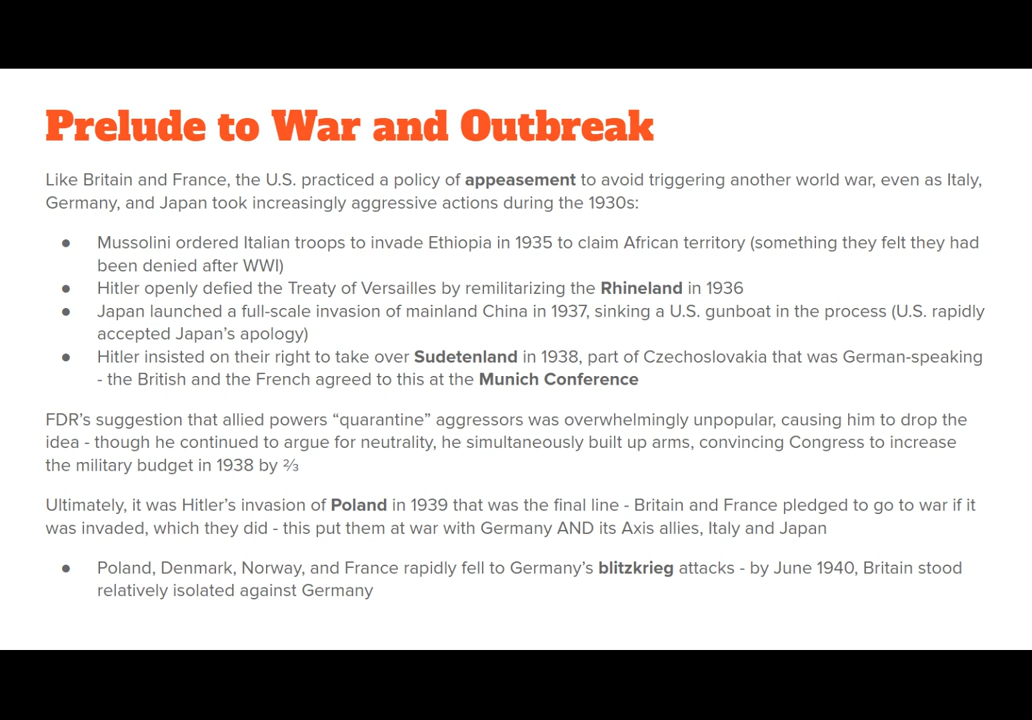 Prelude to War and Outbreak
Like Britain and France, the U.S. practiced a policy of appeasement to avoid triggering another world war, even as Italy,
Germany, and Japan took increasingly aggressive actions during the 1930s:
● Mussolini ordered Italian troops to invade Ethiopia in 1935 to claim African territory (something they felt they had
been denied after WWI)
● Hitler openly defied the Treaty of Versailles by remilitarizing the Rhineland in 1936
● Japan launched a full-scale invasion of mainland China in 1937, sinking a U.S. gunboat in the process (U.S. rapidly
accepted Japan's apology)
● Hitler insisted on their right to take over Sudetenland in 1938, part of Czechoslovakia that was German-speaking
- the British and the French agreed to this at the Munich Conference
FDR's suggestion that allied powers “quarantine” aggressors was overwhelmingly unpopular, causing him to drop the
idea - though he continued to argue for neutrality, he simultaneously built up arms, convincing Congress to increase
the military budget in 1938 by ⅔
Ultimately, it was Hitler's invasion of Poland in 1939 that was the final line - Britain and France pledged to go to war if it
was invaded, which they did - this put them at war with Germany AND its Axis allies, Italy and Japan
● Poland, Denmark, Norway, and France rapidly fell to Germany's blitzkrieg attacks - by June 1940, Britain stood
relatively isolated against Germany